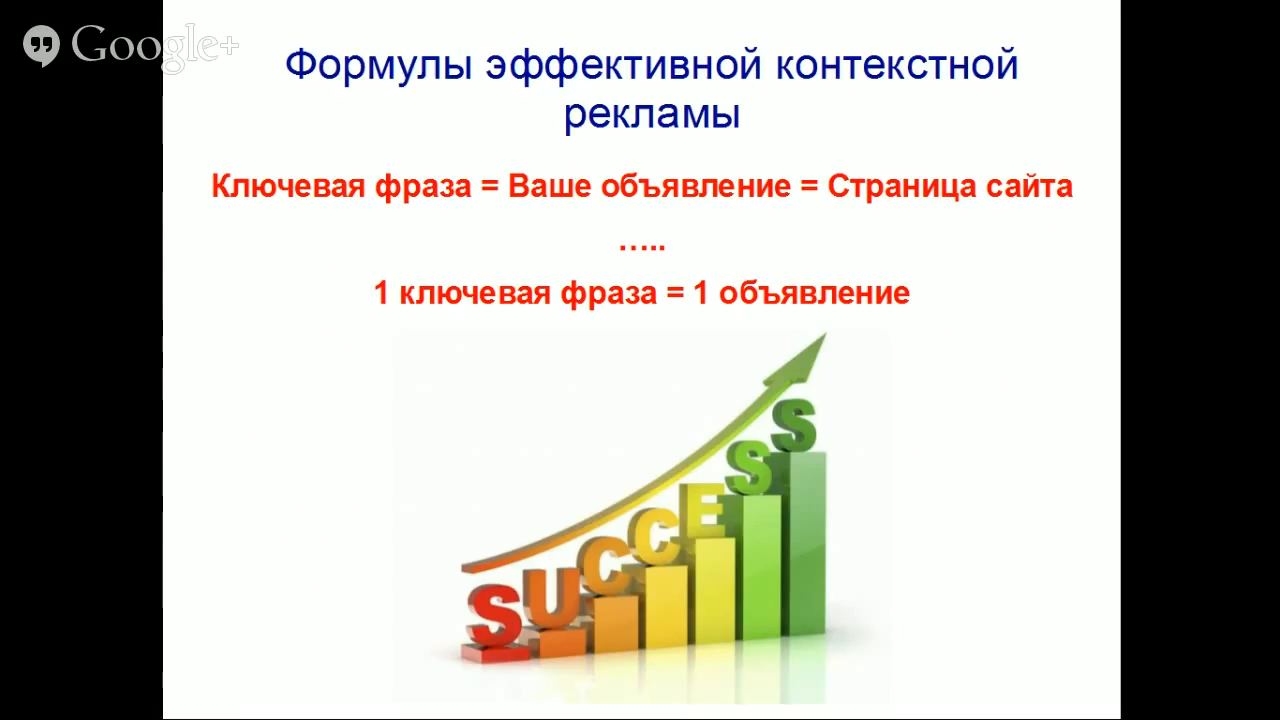 Google+
Формулы эффективной контекстной
рекламы
Ключевая фраза = Ваше объявление = Страница сайта
…..
1 ключевая фраза = 1 объявление
SUCCESS